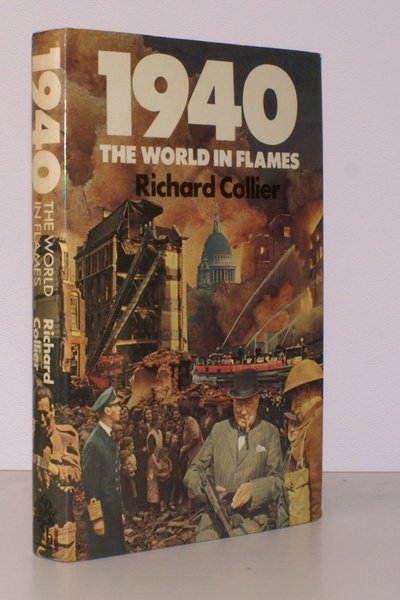 1940
THE WORLD IN FLAMES
Richard Collier
1940
THE WORLD
IN FLAMES
Richard
Collier